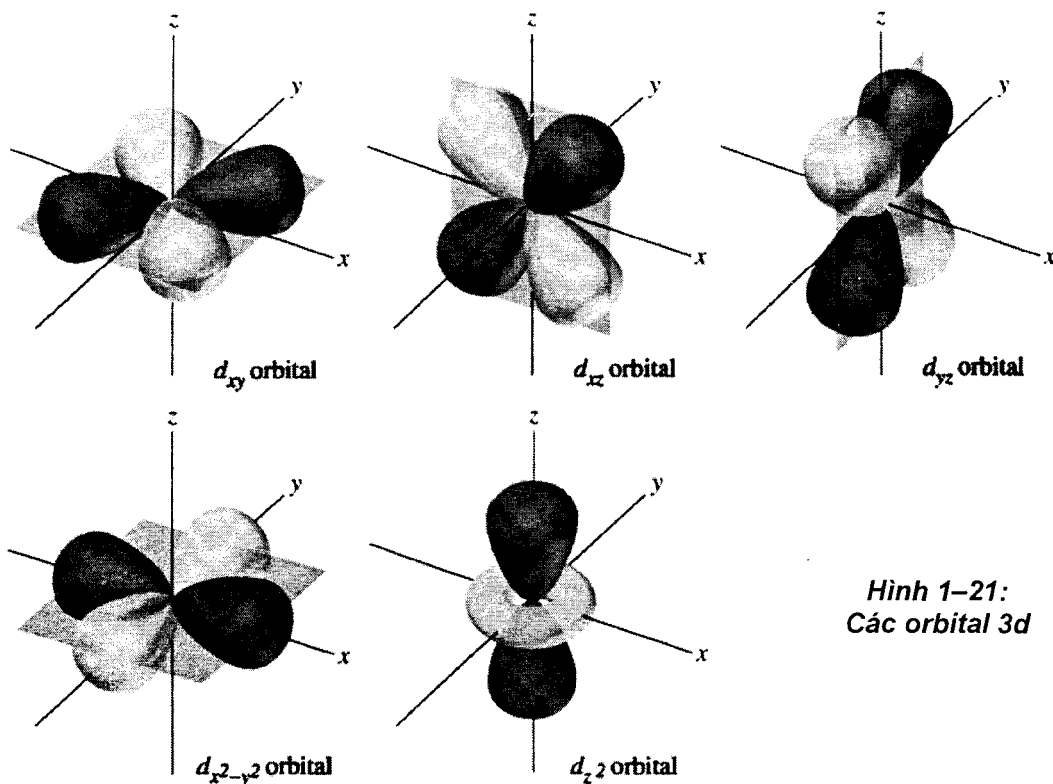 z
y
x
d_xy orbital
z
y
x
d_xz orbital
z
y
x
d_yz orbital
z
y
x
d_x²–y² orbital
z
y
x
d_z² orbital
Hình 1–21:
Các orbital 3d